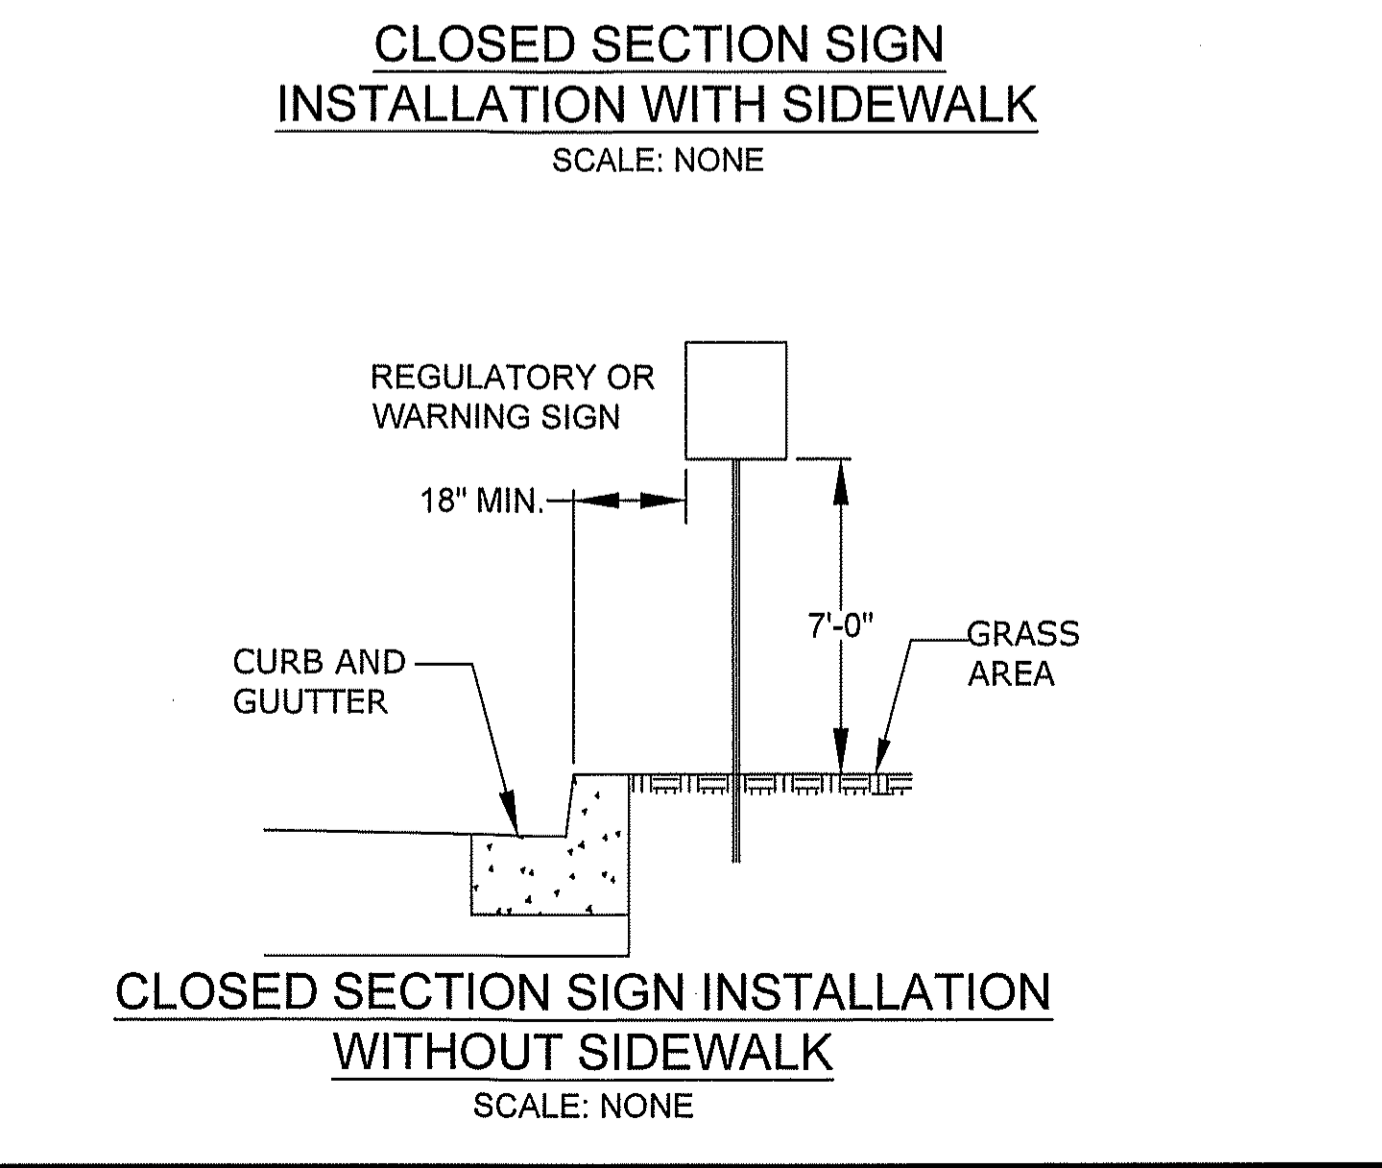 CLOSED SECTION SIGN
INSTALLATION WITH SIDEWALK
SCALE: NONE
REGULATORY OR
WARNING SIGN
18" MIN.
7'-0"
GRASS
AREA
CURB AND
GUUTTER
CLOSED SECTION SIGN INSTALLATION
WITHOUT SIDEWALK
SCALE: NONE